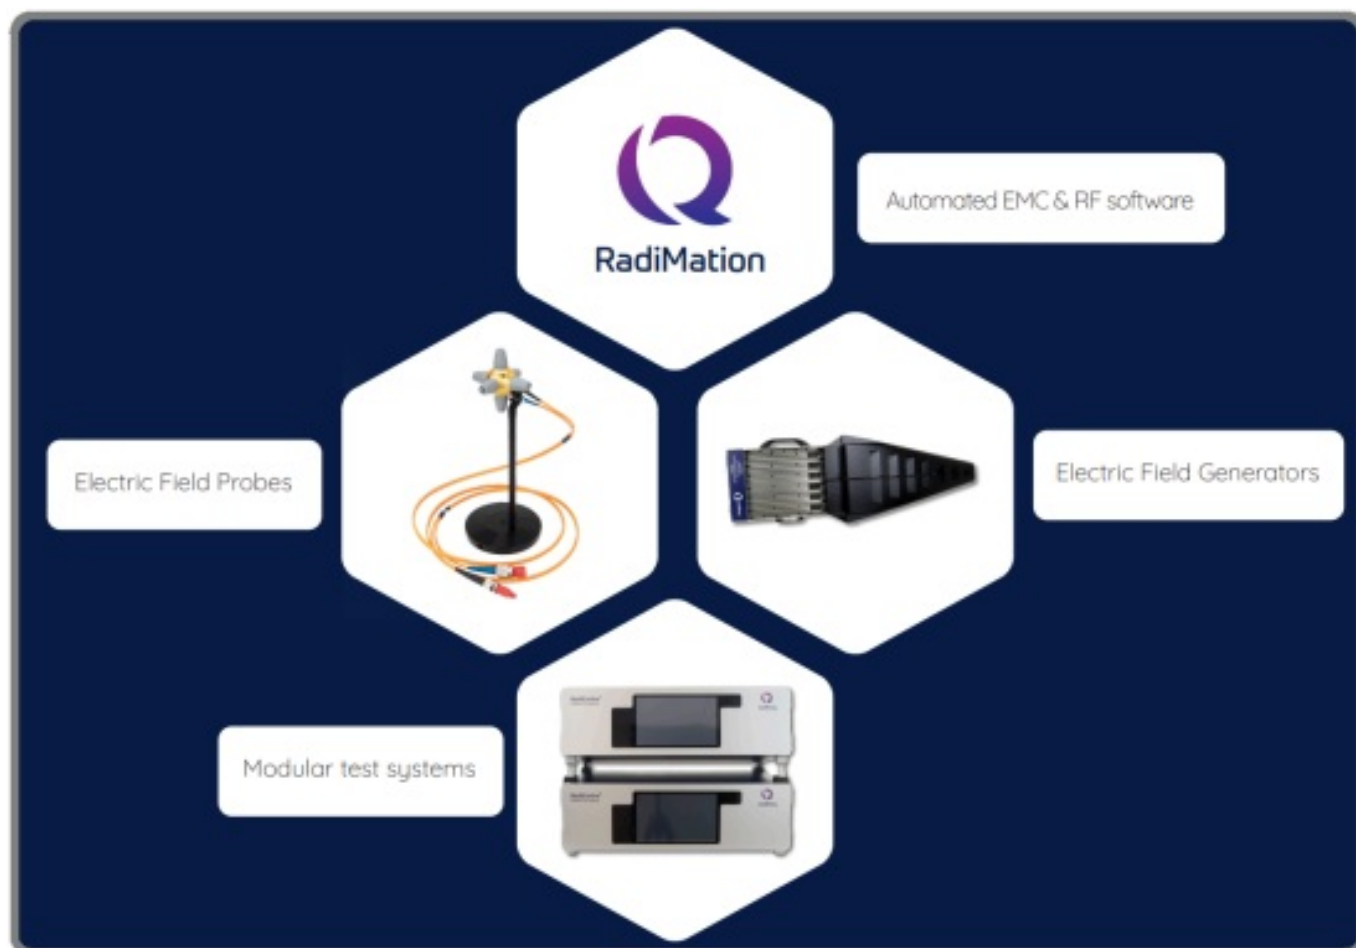 RadiMation
Automated EMC & RF software
Electric Field Probes
Electric Field Generators
Modular test systems